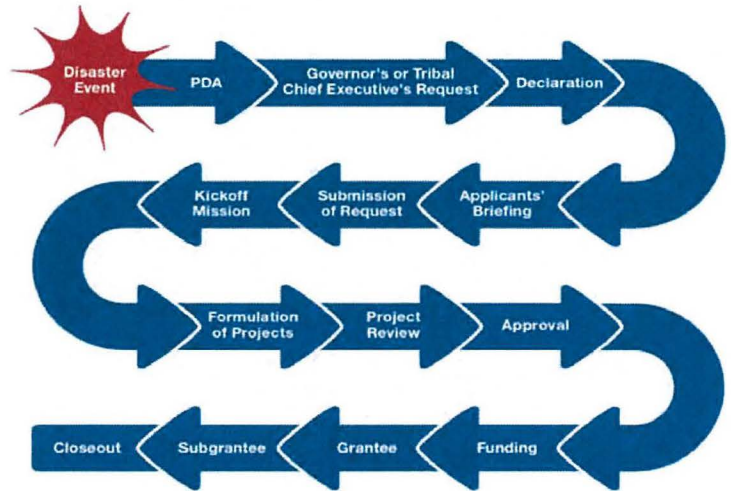 Disaster
Event
PDA
Governor's or Tribal
Chief Executive's Request
Declaration
Applicants'
Briefing
Submission
of Request
Kickoff
Mission
Formulation
of Projects
Project
Review
Approval
Funding
Grantee
Subgrantee
Closeout